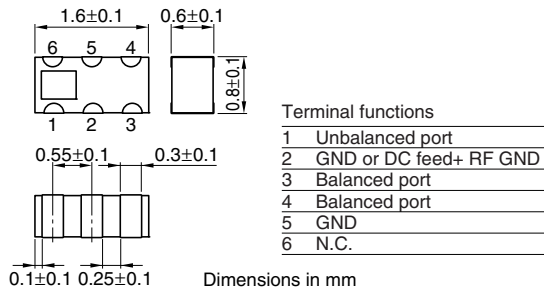 1.6±0.1
0.6±0.1
6 5 4
0.8±0.1
1 2 3
0.55±0.1
0.3±0.1
0.1±0.1
0.25±0.1
Dimensions in mm
Terminal functions
1 Unbalanced port
2 GND or DC feed+ RF GND
3 Balanced port
4 Balanced port
5 GND
6 N.C.